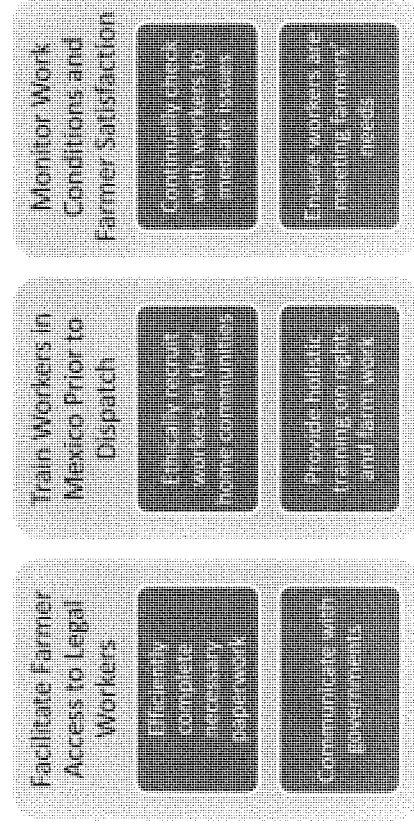 Facilitate Farmer
Access to Legal
Workers
Efficiently
complete
necessary
paperwork
Communicate with
governments
Train Workers in
Mexico Prior to
Dispatch
Ethically recruit
workers in their
home communities
Provide holistic
training on rights
and farm work
Monitor Work
Conditions and
Farmer Satisfaction
Continually check
with workers to
mediate issues
Ensure workers are
meeting farmers'
needs